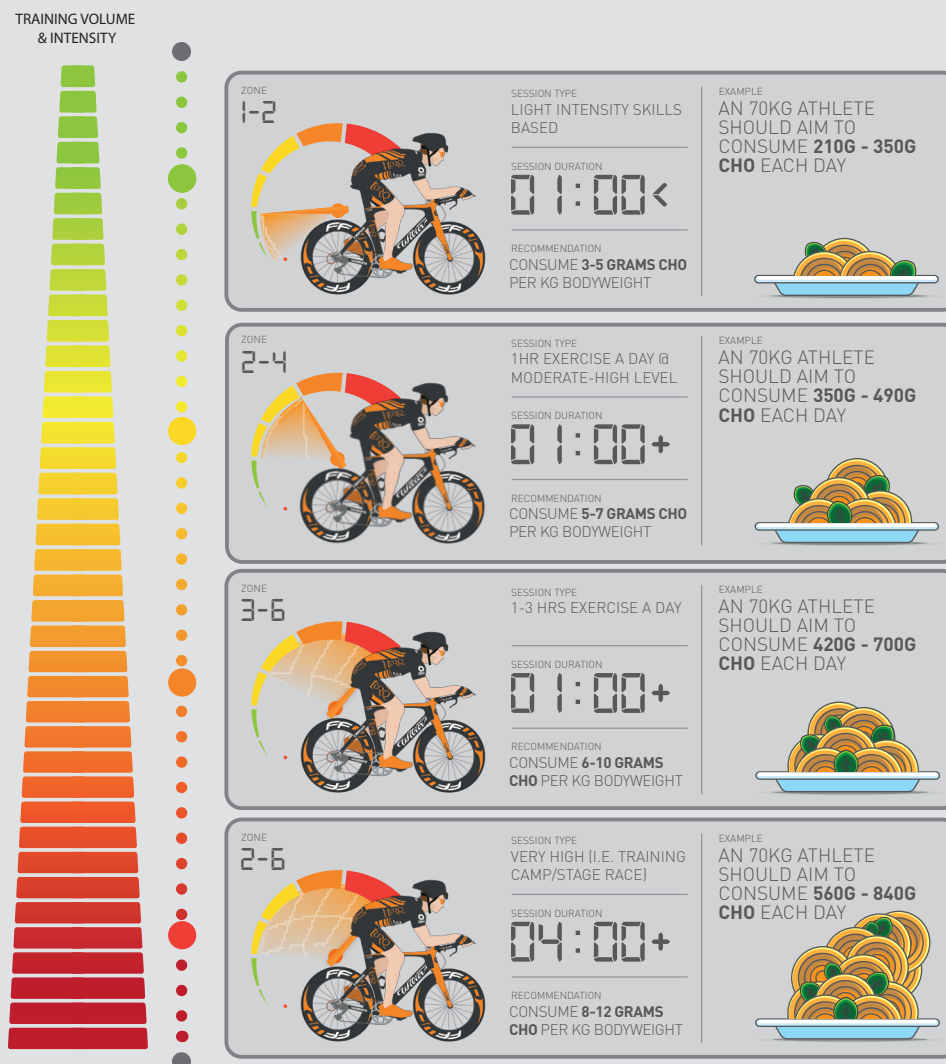 TRAINING VOLUME
& INTENSITY
ZONE
1-2
SESSION TYPE
LIGHT INTENSITY SKILLS
BASED
SESSION DURATION
01:00<
RECOMMENDATION
CONSUME 3-5 GRAMS CHO
PER KG BODYWEIGHT
EXAMPLE
AN 70KG ATHLETE
SHOULD AIM TO
CONSUME 210G - 350G
CHO EACH DAY
ZONE
2-4
SESSION TYPE
1HR EXERCISE A DAY @
MODERATE-HIGH LEVEL
SESSION DURATION
01:00+
RECOMMENDATION
CONSUME 5-7 GRAMS CHO
PER KG BODYWEIGHT
EXAMPLE
AN 70KG ATHLETE
SHOULD AIM TO
CONSUME 350G - 490G
CHO EACH DAY
ZONE
3-6
SESSION TYPE
1-3 HRS EXERCISE A DAY
SESSION DURATION
01:00+
RECOMMENDATION
CONSUME 6-10 GRAMS
CHO PER KG BODYWEIGHT
EXAMPLE
AN 70KG ATHLETE
SHOULD AIM TO
CONSUME 420G - 700G
CHO EACH DAY
ZONE
2-6
SESSION TYPE
VERY HIGH (I.E. TRAINING
CAMP/STAGE RACE)
SESSION DURATION
04:00+
RECOMMENDATION
CONSUME 8-12 GRAMS
CHO PER KG BODYWEIGHT
EXAMPLE
AN 70KG ATHLETE
SHOULD AIM TO
CONSUME 560G - 840G
CHO EACH DAY